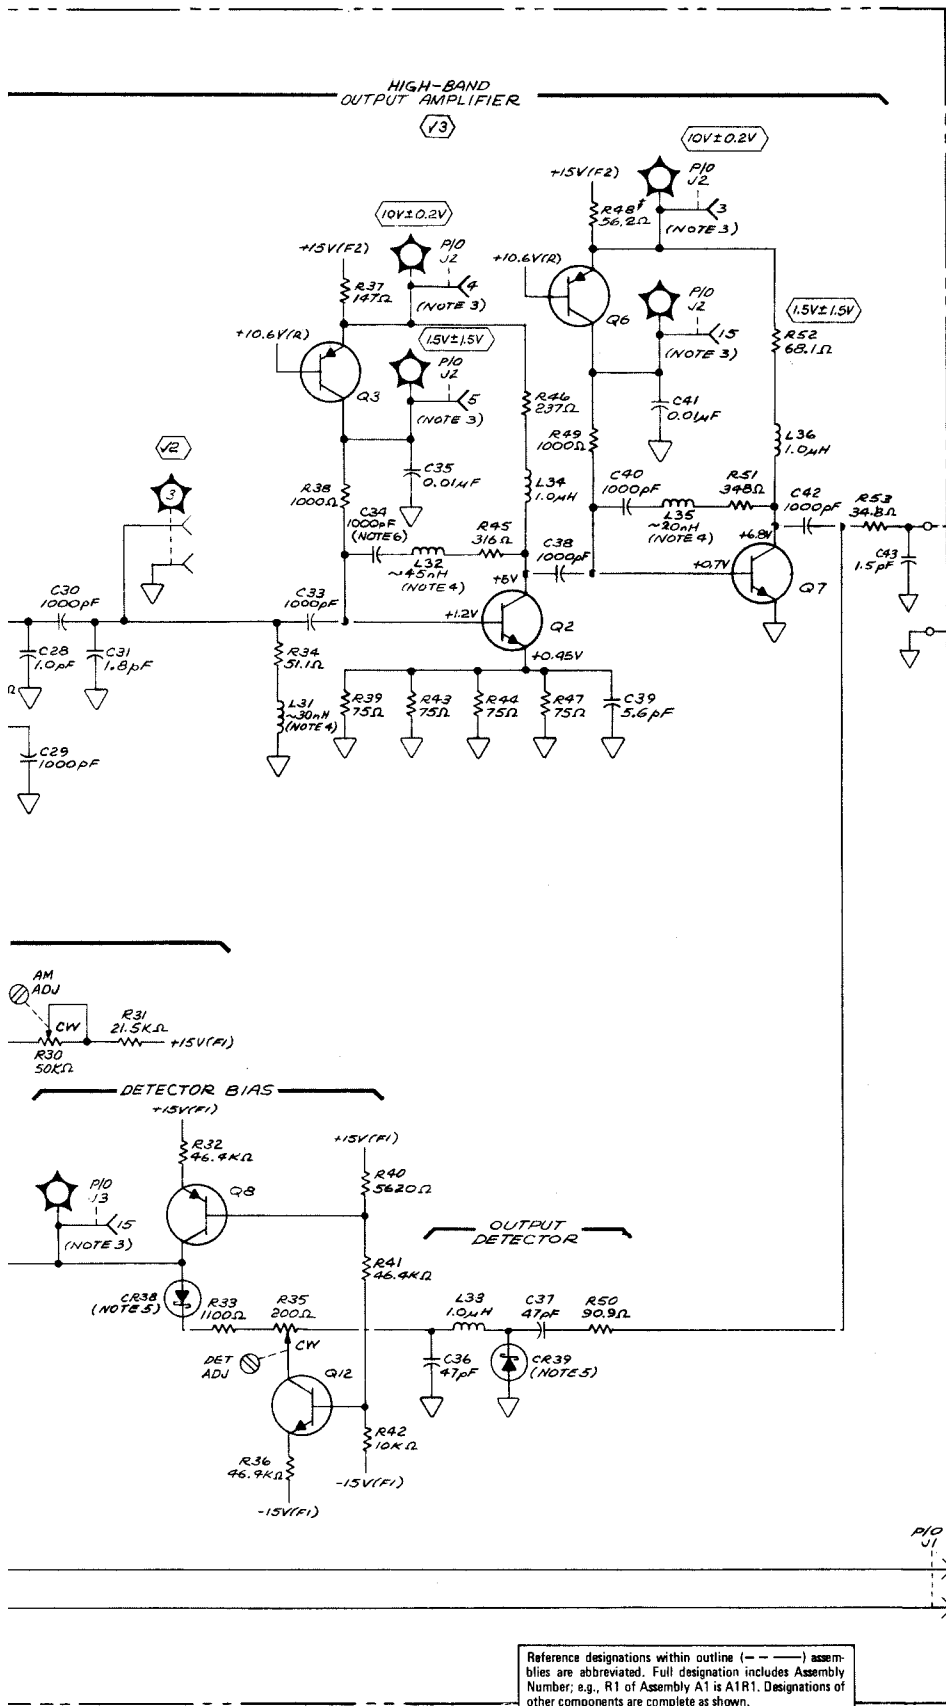 HIGH-BAND
OUTPUT AMPLIFIER
√3
10V±0.2V
+15V(F2)
P/O
J2
R48*
56.2Ω
3
(NOTE 3)
10V±0.2V
+15V(F2)
P/O
J2
R37
147Ω
4
(NOTE 3)
+10.6V(R)
Q6
P/O
J2
15
(NOTE 3)
1.5V±1.5V
R52
68.1Ω
+10.6V(R)
1.5V±1.5V
P/O
J2
Q3
5
(NOTE 3)
R46
237Ω
C41
0.01μF
R49
1000Ω
L36
1.0μH
√2
3
C35
0.01μF
R38
1000Ω
L34
1.0μH
C40
1000pF
R51
348Ω
L35
~20nH
(NOTE 4)
C42
1000pF
R53
34.8Ω
C34
1000pF
(NOTE 6)
R45
316Ω
L32
~45nH
(NOTE 4)
C38
1000pF
+6.8V
C43
1.5pF
+0.7V
Q7
C30
1000pF
C33
1000pF
+5V
+1.2V
Q2
+0.45V
C28
1.0pF
C31
1.8pF
R34
51.1Ω
Ω
L31
~30nH
(NOTE 4)
R39
75Ω
R43
75Ω
R44
75Ω
R47
75Ω
C39
5.6pF
C29
1000pF
AM
ADJ
CW
R31
21.5KΩ
+15V(F1)
R30
50KΩ
DETECTOR BIAS
+15V(F1)
R32
46.4KΩ
+15V(F1)
R40
5620Ω
Q8
P/O
J3
15
(NOTE 3)
OUTPUT
DETECTOR
R41
46.4KΩ
CR38
(NOTE 5)
R33
1100Ω
R35
200Ω
L33
1.0μH
C37
47pF
R50
90.9Ω
DET
ADJ
CW
Q12
C36
47pF
CR39
(NOTE 5)
R42
10KΩ
R36
46.4KΩ
-15V(F1)
-15V(F1)
P/O
J1
Reference designations within outline (— — ——) assem-
blies are abbreviated. Full designation includes Assembly
Number; e.g., R1 of Assembly A1 is A1R1. Designations of
other components are complete as shown.